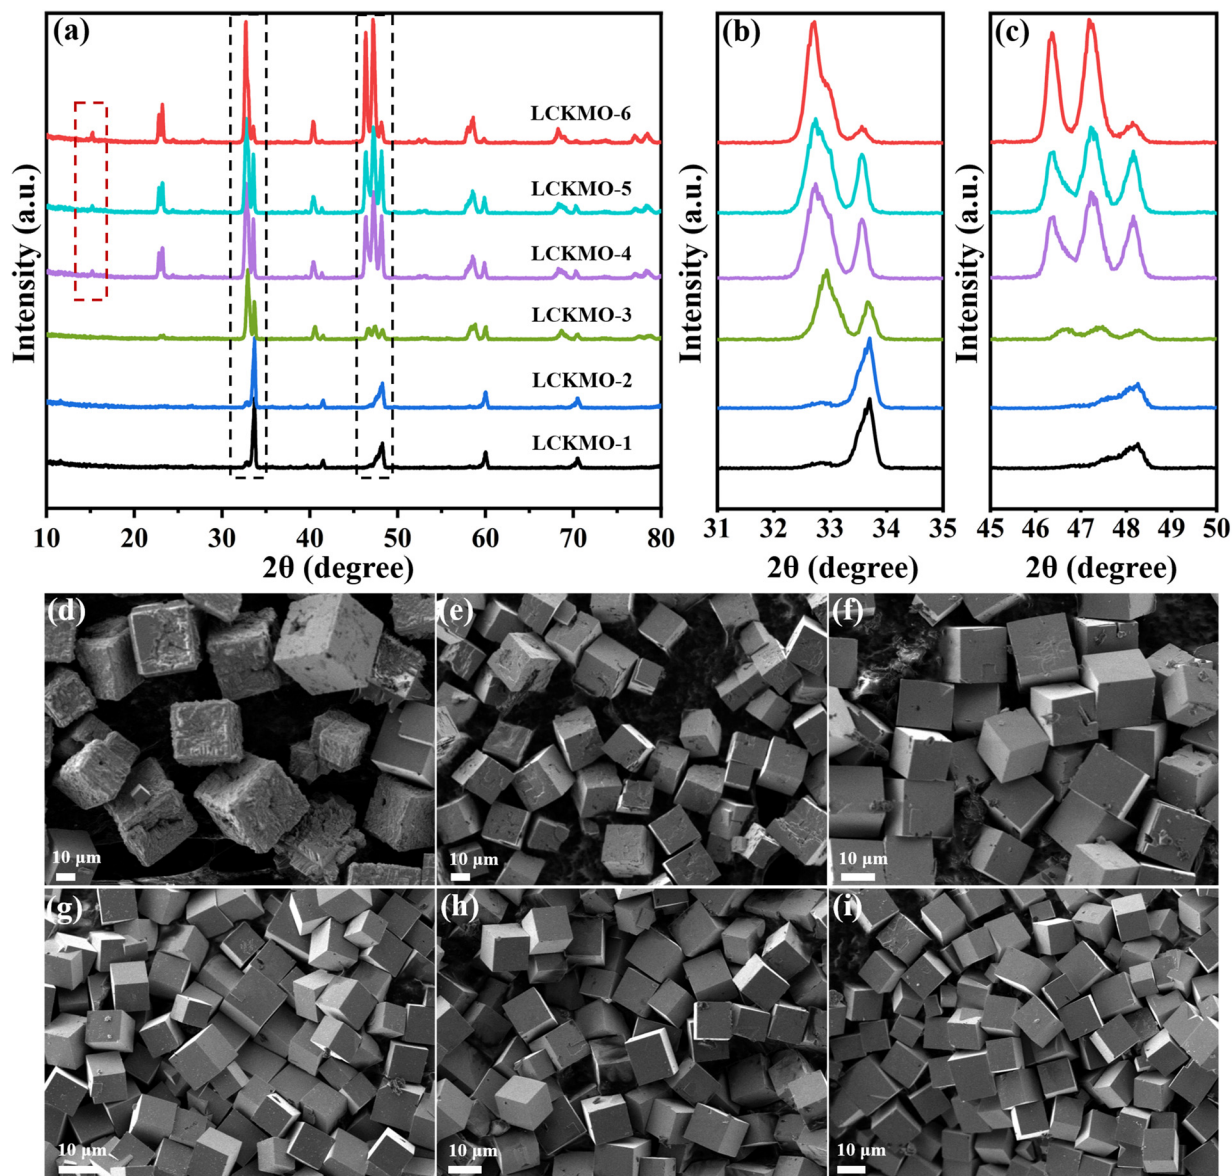 (a)
(b)
(c)
LCKMO-6
LCKMO-5
LCKMO-4
LCKMO-3
LCKMO-2
LCKMO-1
Intensity (a.u.)
Intensity (a.u.)
Intensity (a.u.)
10 20 30 40 50 60 70 80
31 32 33 34 35
45 46 47 48 49 50
2θ (degree)
2θ (degree)
2θ (degree)
(d)
(e)
(f)
10 μm
10 μm
10 μm
(g)
(h)
(i)
10 μm
10 μm
10 μm